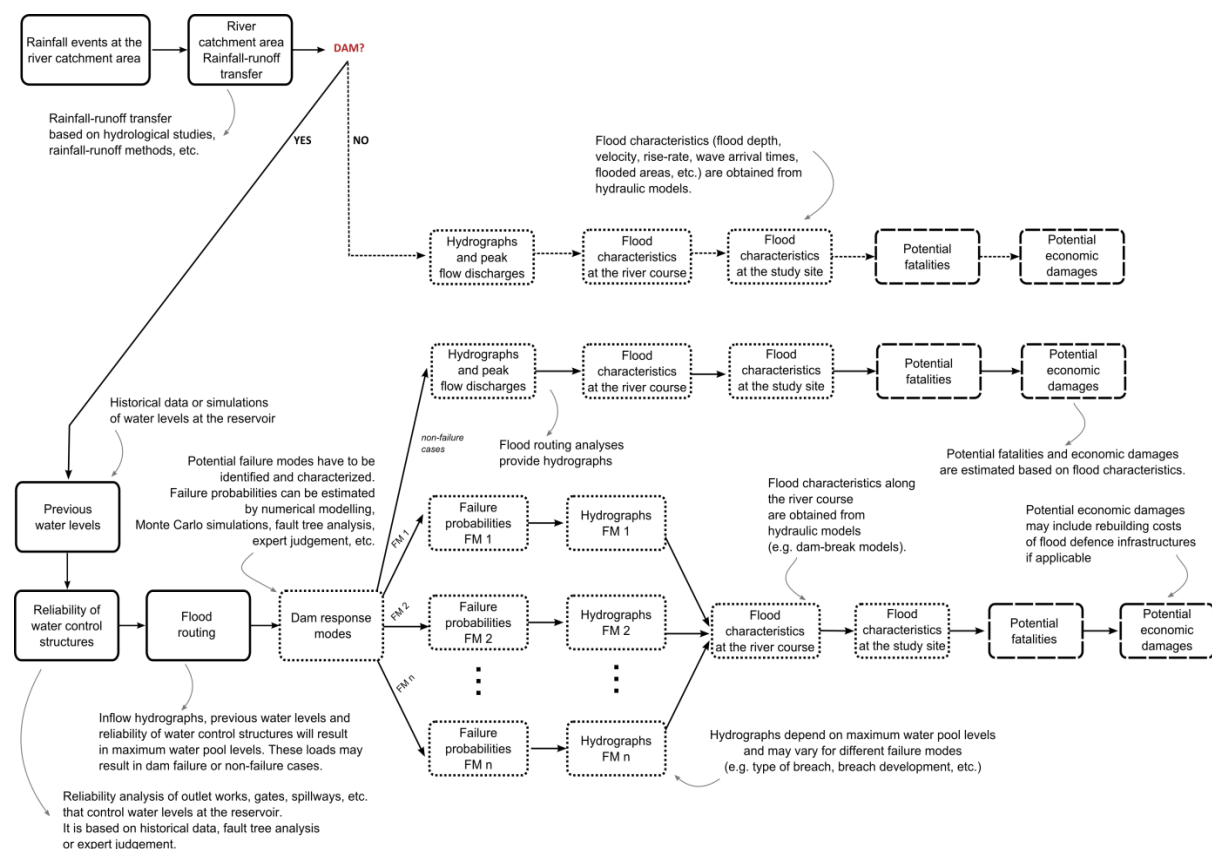 Rainfall events at the
river catchment area
River
catchment area
Rainfall-runoff
transfer
DAM?
Rainfall-runoff transfer
based on hydrological studies,
rainfall-runoff methods, etc.
YES
NO
Flood characteristics (flood depth,
velocity, rise-rate, wave arrival times,
flooded areas, etc.) are obtained from
hydraulic models.
Hydrographs
and peak
flow discharges
Flood
characteristics
at the river course
Flood
characteristics
at the study site
Potential
fatalities
Potential
economic
damages
Hydrographs
and peak
flow discharges
Flood
characteristics
at the river course
Flood
characteristics
at the study site
Potential
fatalities
Potential
economic
damages
Historical data or simulations
of water levels at the reservoir
non-failure
cases
Flood routing analyses
provide hydrographs
Potential fatalities and economic damages
are estimated based on flood characteristics.
Potential failure modes have to be
identified and characterized.
Failure probabilities can be estimated
by numerical modelling,
Monte Carlo simulations, fault tree analysis,
expert judgement, etc.
Flood characteristics along
the river course
are obtained from
hydraulic models
(e.g. dam-break models).
Potential economic damages
may include rebuilding costs
of flood defence infrastructures
if applicable
Previous
water levels
FM 1
Failure
probabilities
FM 1
Hydrographs
FM 1
Reliability of
water control
structures
Flood
routing
Dam response
modes
FM 2
Failure
probabilities
FM 2
Hydrographs
FM 2
Flood
characteristics
at the river course
Flood
characteristics
at the study site
Potential
fatalities
Potential
economic
damages
FM n
Failure
probabilities
FM n
Hydrographs
FM n
Inflow hydrographs, previous water levels and
reliability of water control structures will result
in maximum water pool levels. These loads may
result in dam failure or non-failure cases.
Hydrographs depend on maximum water pool levels
and may vary for different failure modes
(e.g. type of breach, breach development, etc.)
Reliability analysis of outlet works, gates, spillways, etc.
that control water levels at the reservoir.
It is based on historical data, fault tree analysis
or expert judgement.